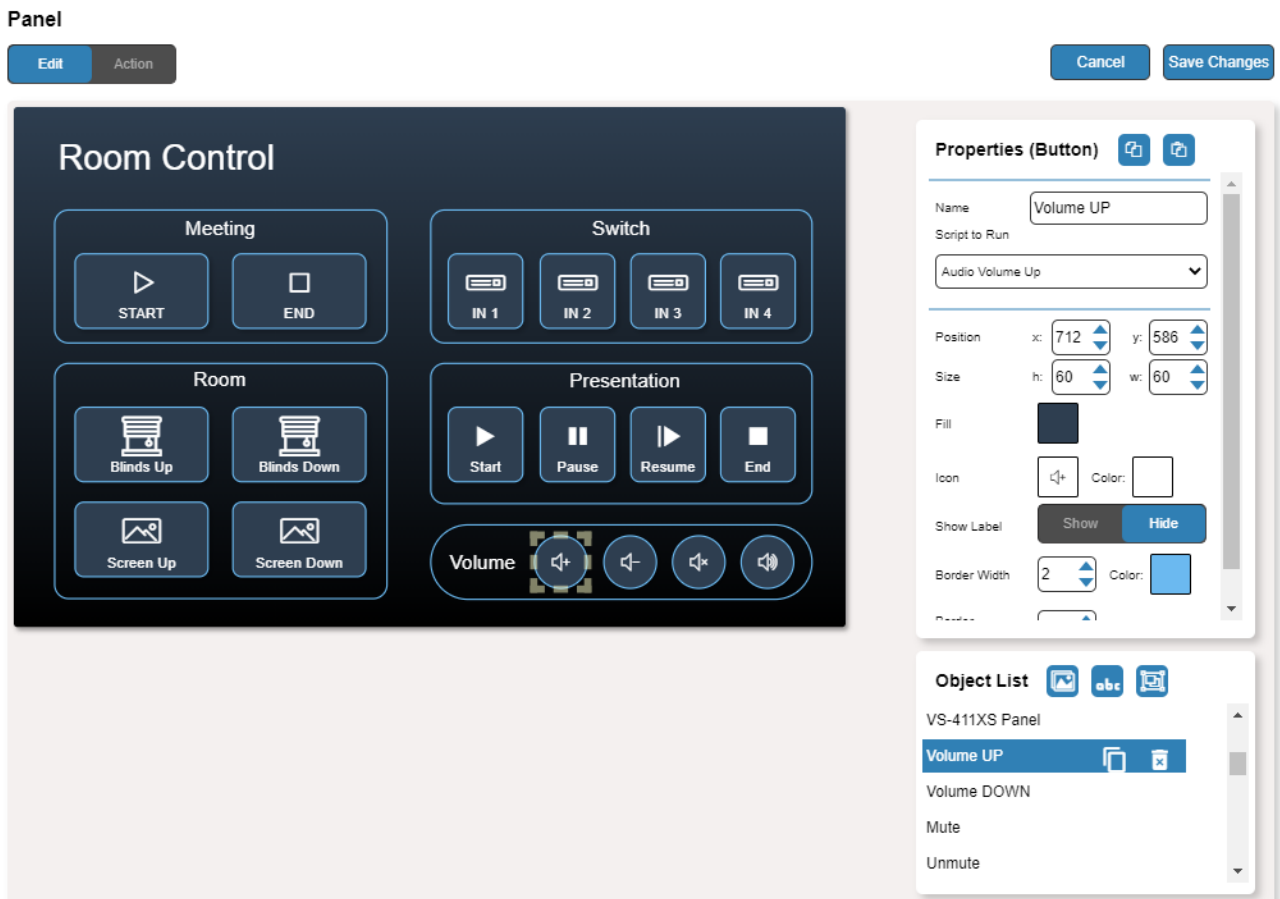 Panel
Edit Action
Cancel Save Changes
Room Control
Meeting
START END
Switch
IN 1 IN 2 IN 3 IN 4
Room
Blinds Up Blinds Down
Screen Up Screen Down
Presentation
Start Pause Resume End
Volume
Properties (Button)
Name Volume UP
Script to Run
Audio Volume Up
Position x: 712 y: 586
Size h: 60 w: 60
Fill
Icon Color:
Show Label Show Hide
Border Width 2 Color:
Border
Object List abc
VS-411XS Panel
Volume UP
Volume DOWN
Mute
Unmute